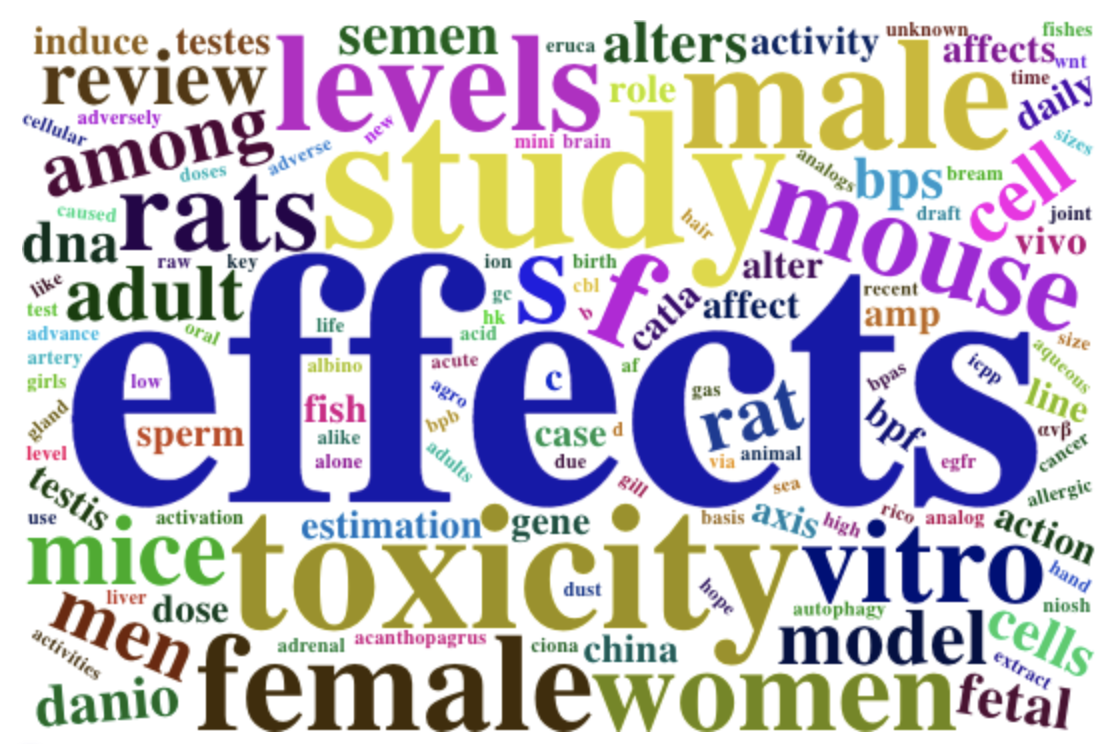 induce
testes
semen
eruca
alters
activity
unknown
fishes
review
levels
role
male
affects
wnt
time
daily
cellular
adversely
new
mini brain
among
doses
adverse
study
analogs
bps
bream
cell
sizes
caused
rats
hair
mouse
draft
joint
dna
vivo
raw
key
ion
s
birth
f
alter
like
adult
gc
cbl
catla
affect
recent
test
hk
b
amp
advance
oral
life
acid
size
artery
albino
acute
af
aqueous
girls
low
effects
agro
c
gas
rat
bpas
icpp
line
gland
fish
bpb
bpf
αvβ
sperm
alike
case
d
level
alone
adults
due
via
animal
egfr
cancer
testis
gill
sea
allergic
use
activation
estimation
gene
basis
axis
high
rico
analog
action
mice
toxicity
vitro
dust
hope
hand
liver
men
dose
autophagy
niosh
activities
adrenal
acanthopagrus
ciona
china
model
cells
extract
danio
female
women
fetal